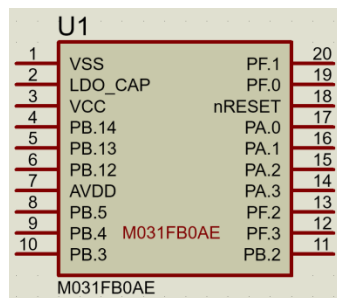 U1
1 VSS PF.1 20
2 LDO_CAP PF.0 19
3 VCC nRESET 18
4 PB.14 PA.0 17
5 PB.13 PA.1 16
6 PB.12 PA.2 15
7 AVDD PA.3 14
8 PB.5 PF.2 13
9 PB.4 M031FB0AE PF.3 12
10 PB.3 PB.2 11
M031FB0AE